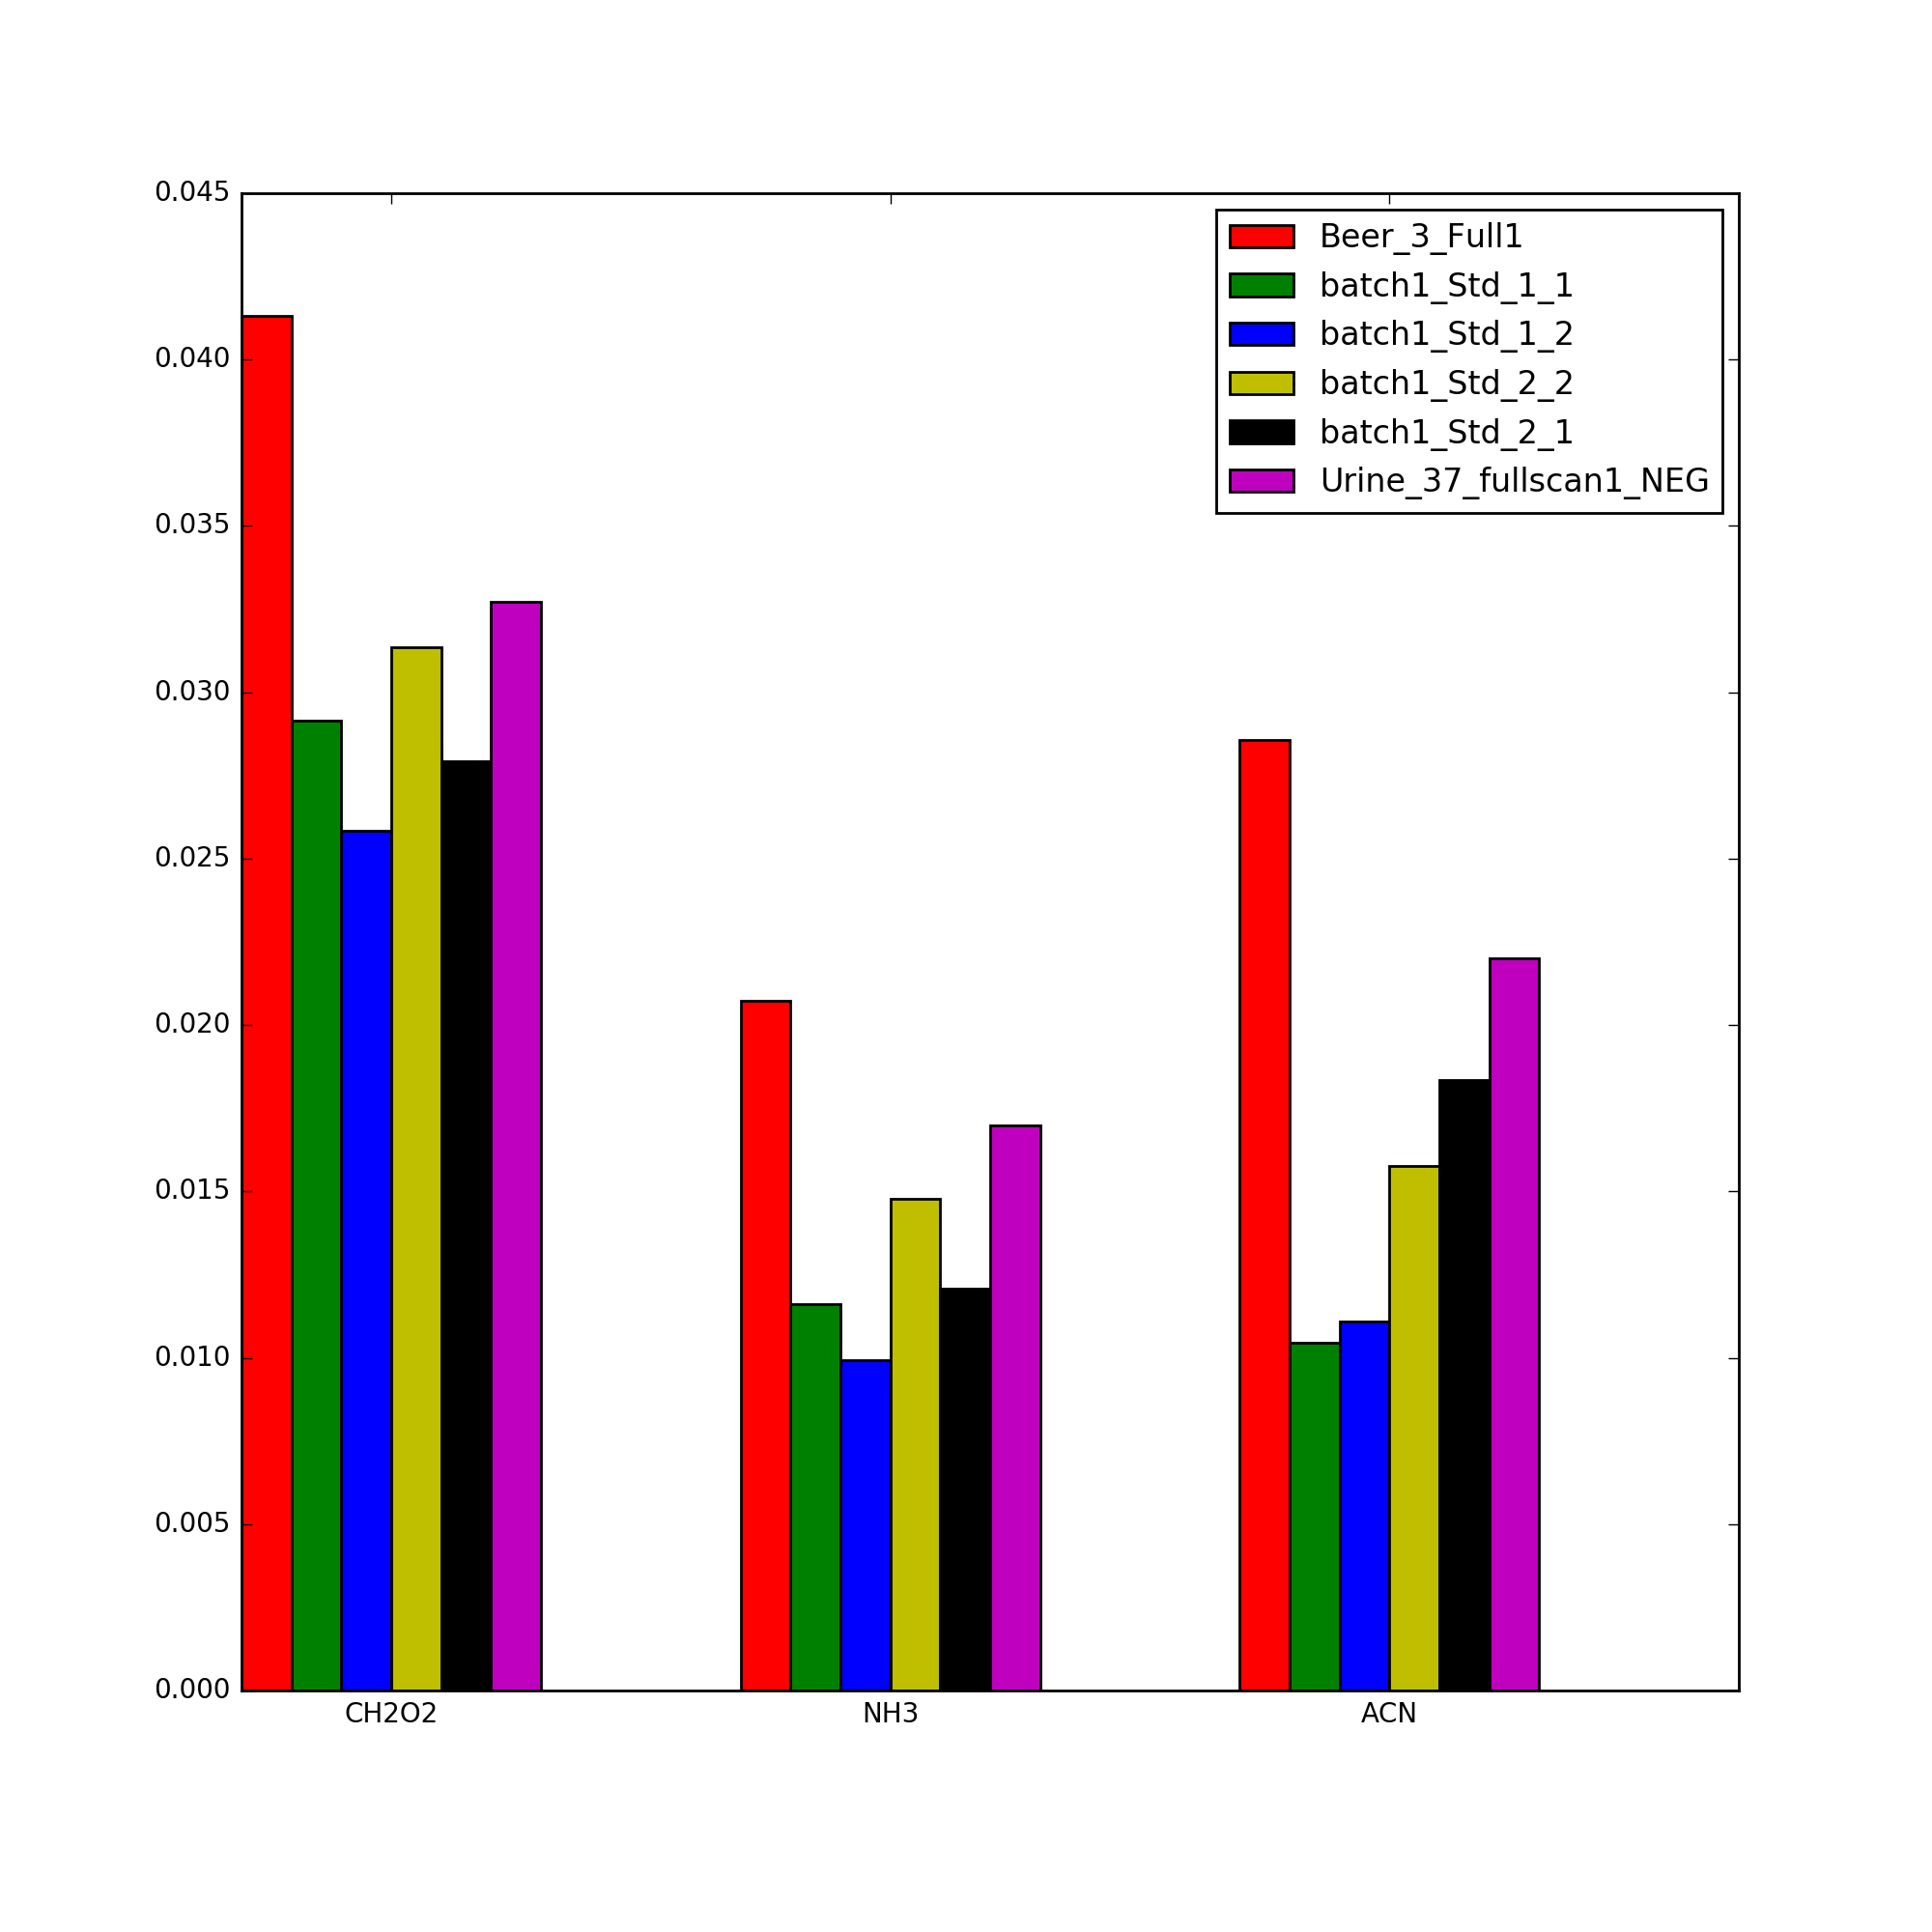 0.045
0.040
0.035
0.030
0.025
0.020
0.015
0.010
0.005
0.000
CH2O2
NH3
ACN
Beer_3_Full1
batch1_Std_1_1
batch1_Std_1_2
batch1_Std_2_2
batch1_Std_2_1
Urine_37_fullscan1_NEG